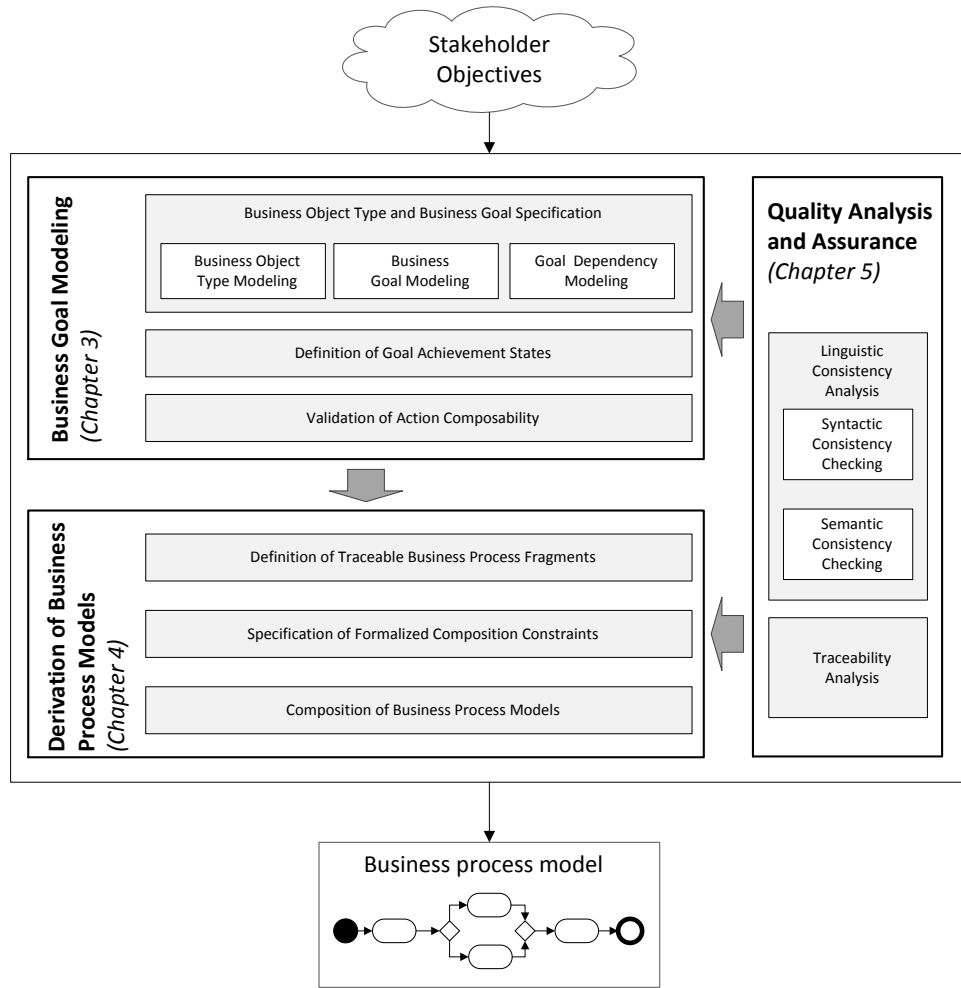 Stakeholder
Objectives
Business Goal Modeling
(Chapter 3)
Business Object Type and Business Goal Specification
Business Object
Type Modeling
Business
Goal Modeling
Goal Dependency
Modeling
Definition of Goal Achievement States
Validation of Action Composability
Quality Analysis
and Assurance
(Chapter 5)
Linguistic
Consistency
Analysis
Syntactic
Consistency
Checking
Semantic
Consistency
Checking
Traceability
Analysis
Derivation of Business
Process Models
(Chapter 4)
Definition of Traceable Business Process Fragments
Specification of Formalized Composition Constraints
Composition of Business Process Models
Business process model